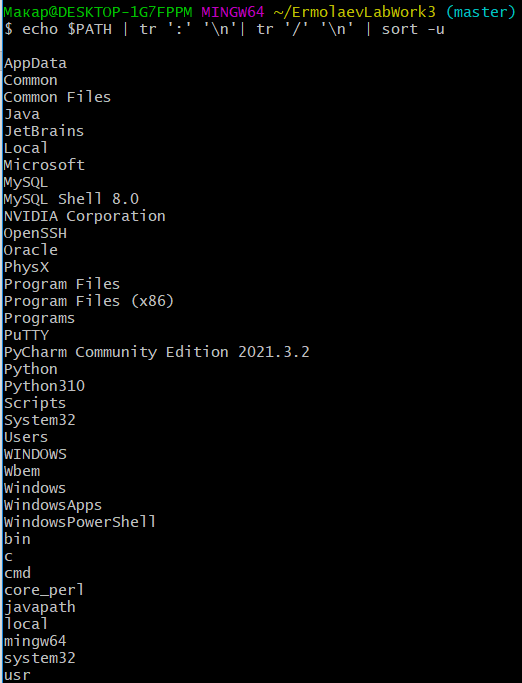 Макар@DESKTOP-1G7FPPM MINGW64 ~/ErmolaevLabWork3 (master)
$ echo $PATH | tr ':' '\n'| tr '/' '\n' | sort -u
AppData
Common
Common Files
Java
JetBrains
Local
Microsoft
MySQL
MySQL Shell 8.0
NVIDIA Corporation
OpenSSH
Oracle
PhysX
Program Files
Program Files (x86)
Programs
PuTTY
PyCharm Community Edition 2021.3.2
Python
Python310
Scripts
System32
Users
WINDOWS
Wbem
Windows
WindowsApps
WindowsPowerShell
bin
c
cmd
core_perl
javapath
local
mingw64
system32
usr